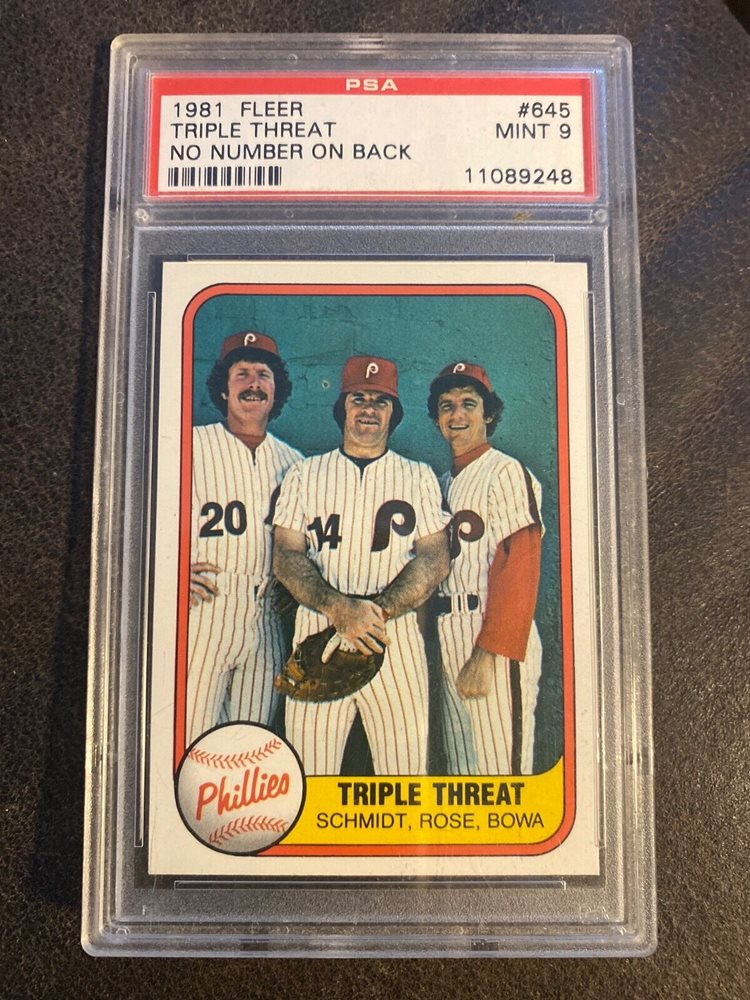 PSA
1981 FLEER #645
TRIPLE THREAT MINT 9
NO NUMBER ON BACK
11089248
P P P
20 14 P P
Phillies
TRIPLE THREAT
SCHMIDT, ROSE, BOWA